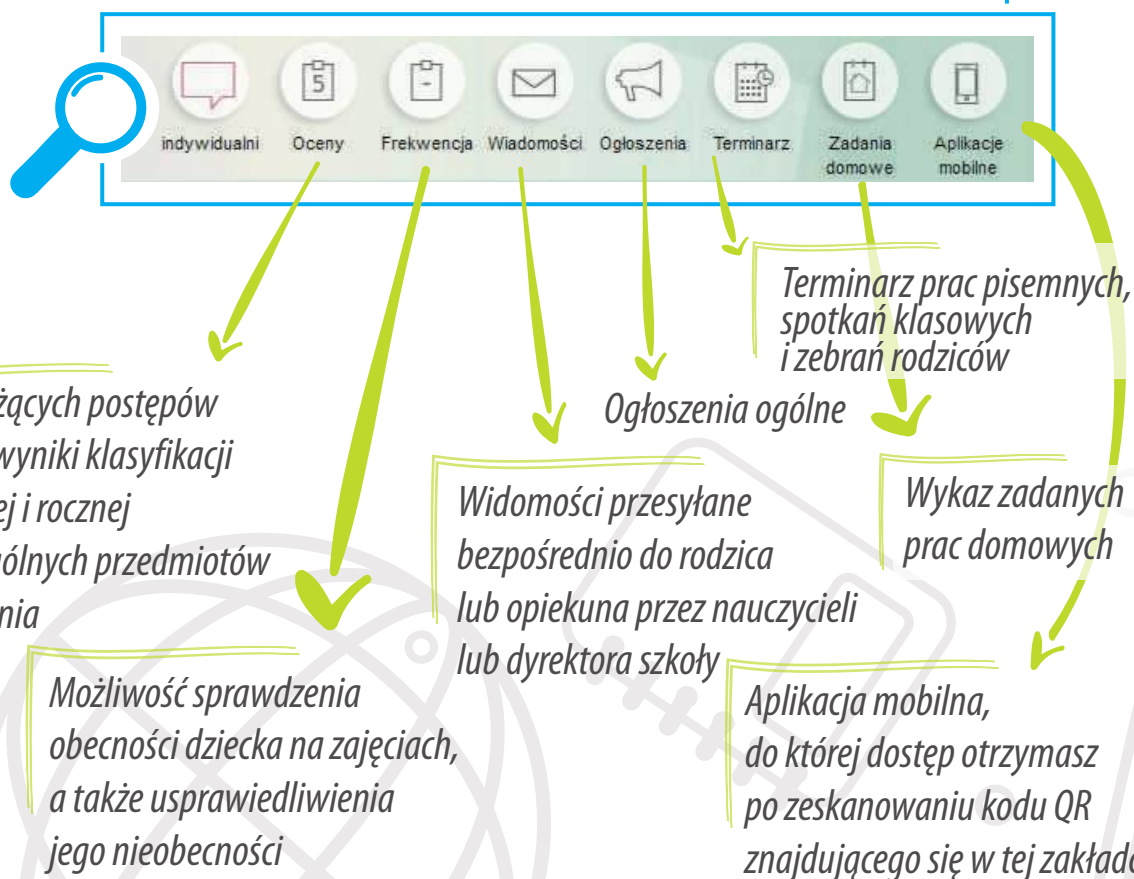 indywidualni Oceny Frekwencja Wiadomości Ogłoszenia Terminarz Zadania domowe Aplikacje mobilne
5
Terminarz prac pisemnych,
spotkań klasowych
i zebrań rodziców
Ogłoszenia ogólne
żących postępów
wyniki klasyfikacji
ej i rocznej
gólnych przedmiotów
nia
Widomości przesyłane
bezpośrednio do rodzica
lub opiekuna przez nauczycieli
lub dyrektora szkoły
Wykaz zadanych
prac domowych
Możliwość sprawdzenia
obecności dziecka na zajęciach,
a także usprawiedliwienia
jego nieobecności
Aplikacja mobilna,
do której dostęp otrzymasz
po zeskanowaniu kodu QR
znajdującego się w tej zakładc